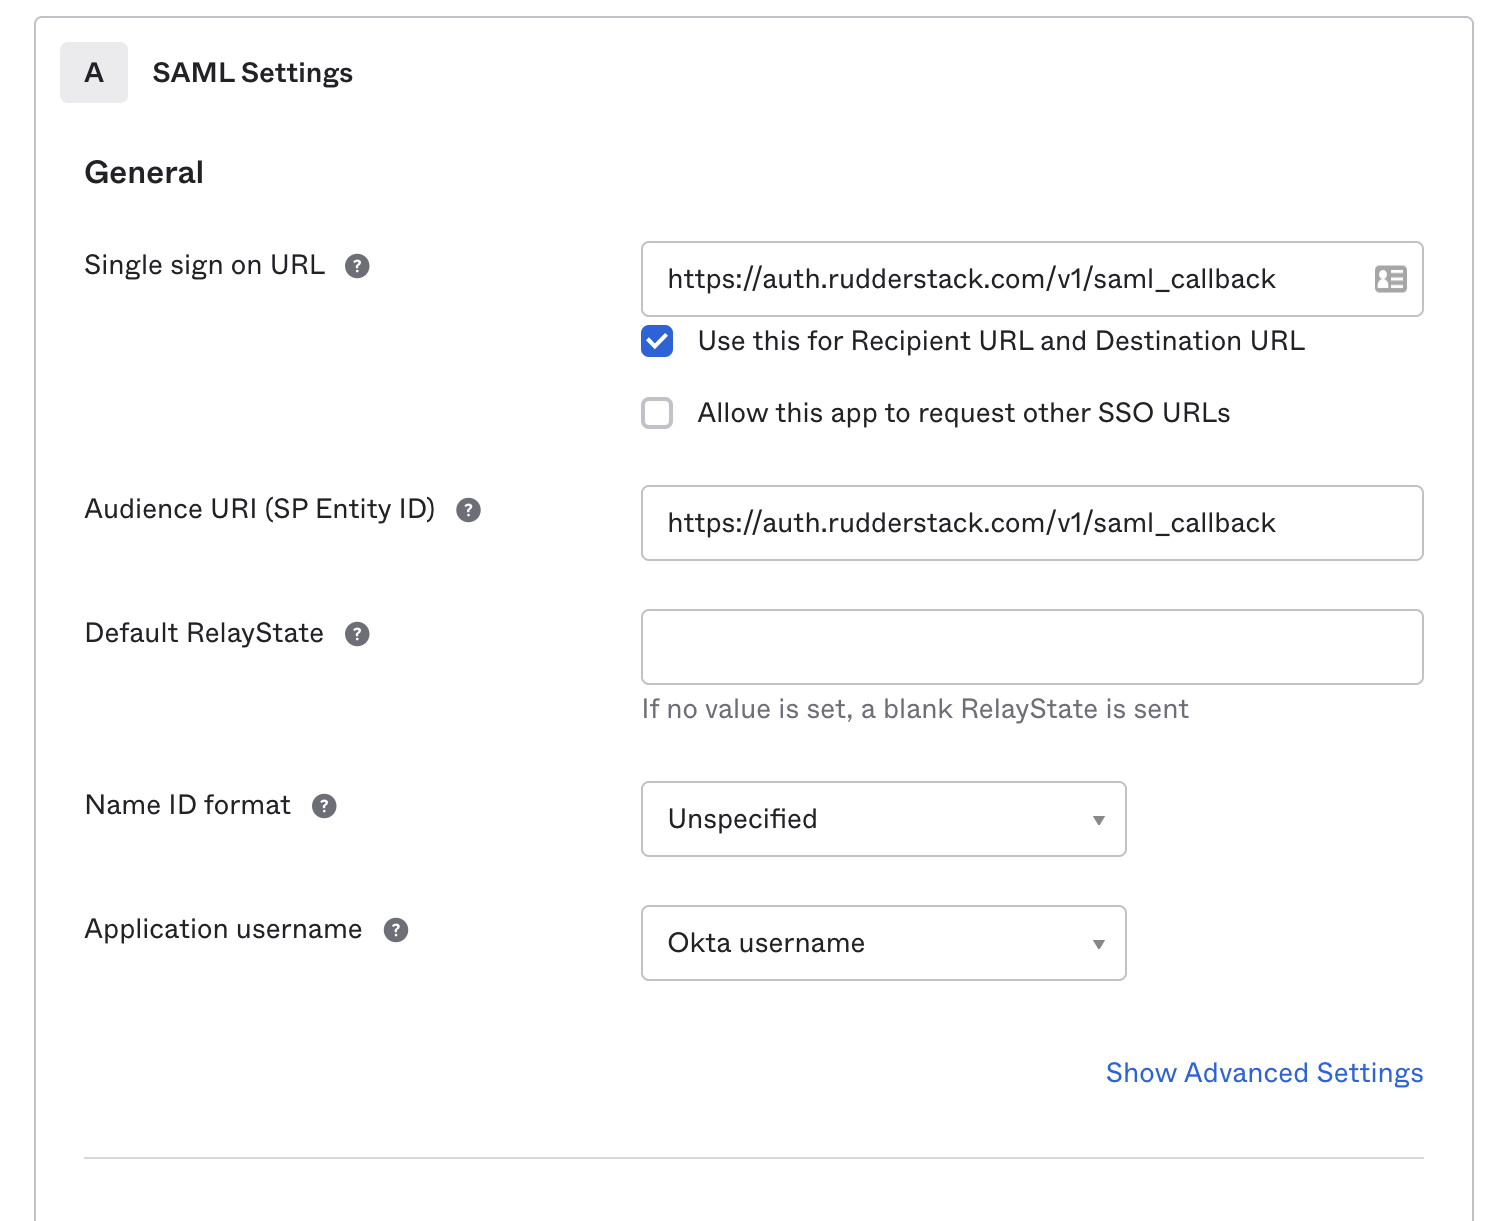 A SAML Settings
General
Single sign on URL ?
https://auth.rudderstack.com/v1/saml_callback
Use this for Recipient URL and Destination URL
Allow this app to request other SSO URLs
Audience URI (SP Entity ID) ?
https://auth.rudderstack.com/v1/saml_callback
Default RelayState ?
If no value is set, a blank RelayState is sent
Name ID format ?
Unspecified
Application username ?
Okta username
Show Advanced Settings